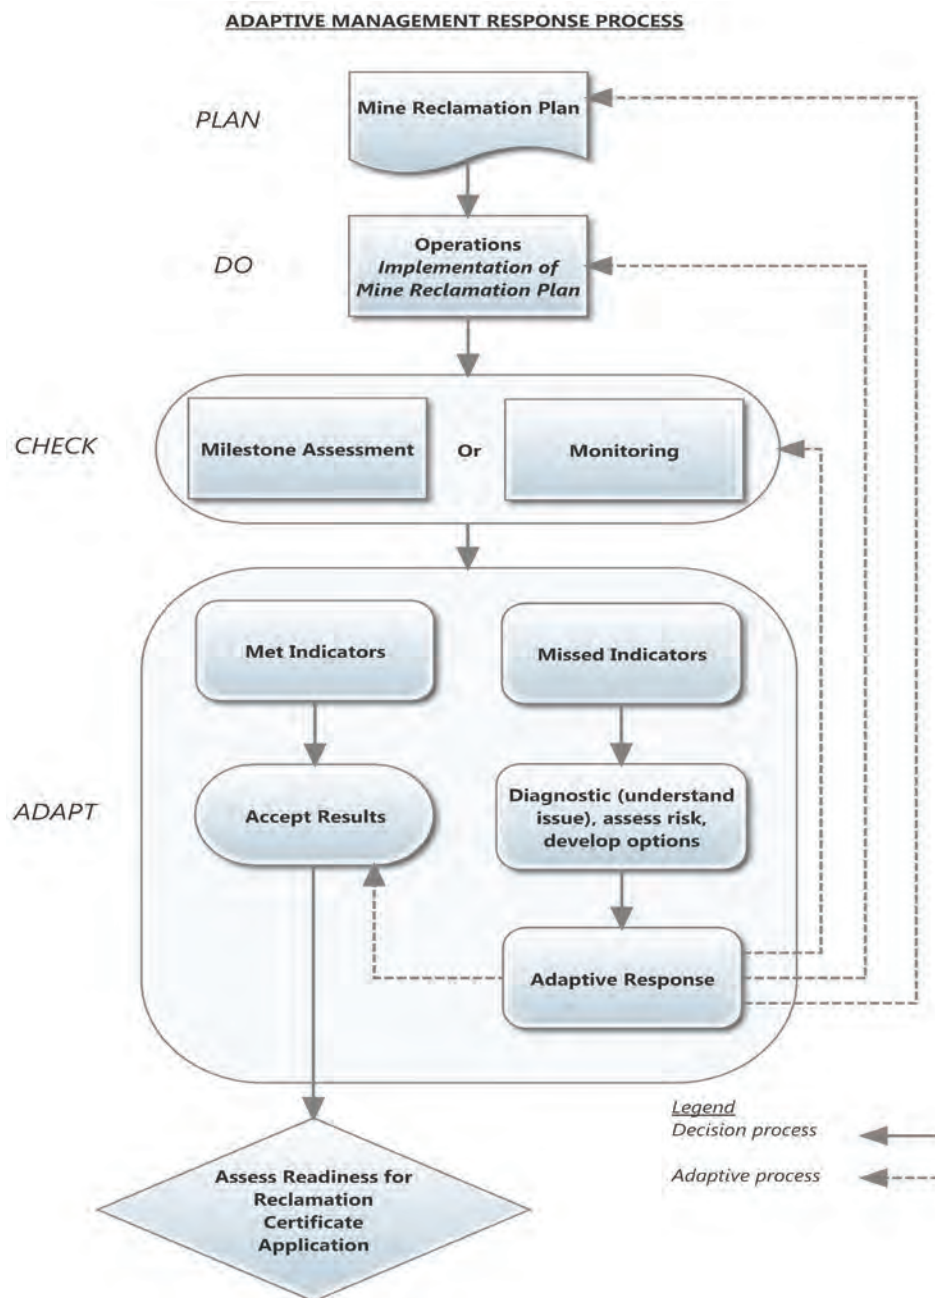 ADAPTIVE MANAGEMENT RESPONSE PROCESS
PLAN
Mine Reclamation Plan
DO
Operations
Implementation of
Mine Reclamation Plan
CHECK
Milestone Assessment
Or
Monitoring
Met Indicators
Missed Indicators
ADAPT
Accept Results
Diagnostic (understand
issue), assess risk,
develop options
Adaptive Response
Legend
Decision process
Adaptive process
Assess Readiness for
Reclamation
Certificate
Application